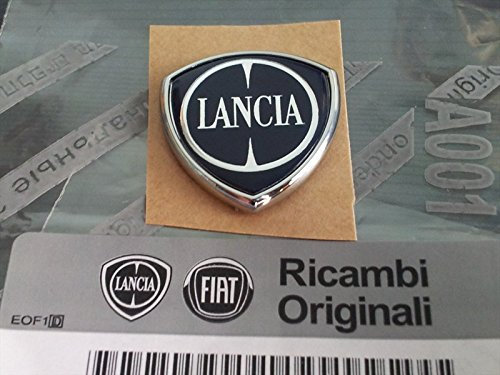 LANCIA
A001
LANCIA
FIAT
Ricambi
Originali
EOF1D